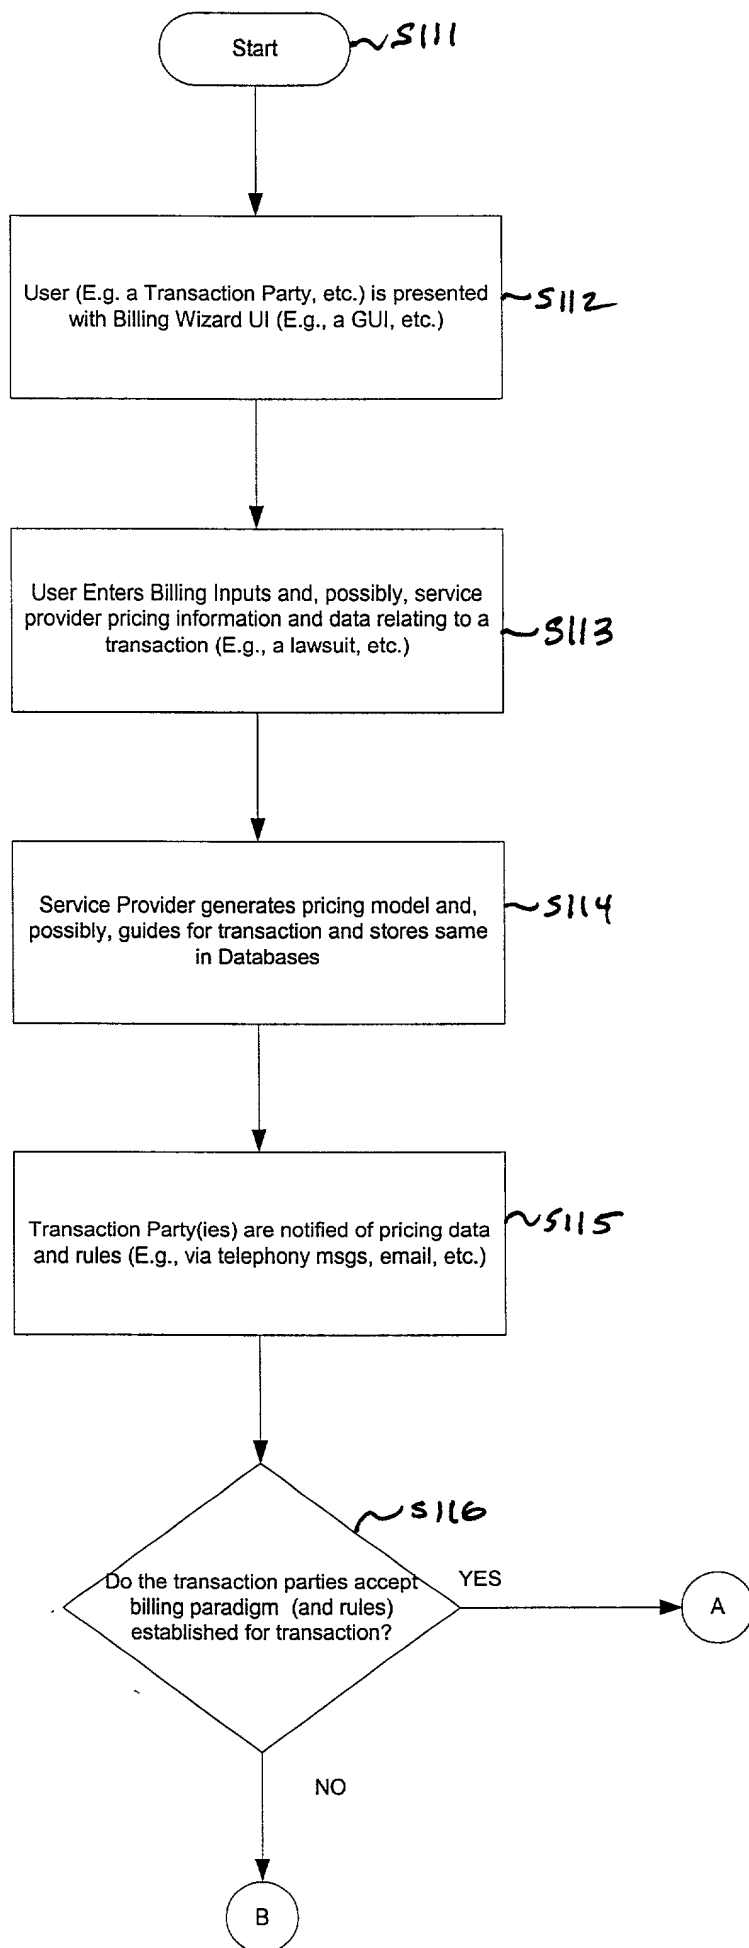 Start
S111
User (E.g. a Transaction Party, etc.) is presented
with Billing Wizard UI (E.g., a GUI, etc.)
S112
User Enters Billing Inputs and, possibly, service
provider pricing information and data relating to a
transaction (E.g., a lawsuit, etc.)
S113
Service Provider generates pricing model and,
possibly, guides for transaction and stores same
in Databases
S114
Transaction Party(ies) are notified of pricing data
and rules (E.g., via telephony msgs, email, etc.)
S115
S116
Do the transaction parties accept
billing paradigm (and rules)
established for transaction?
YES
A
NO
B